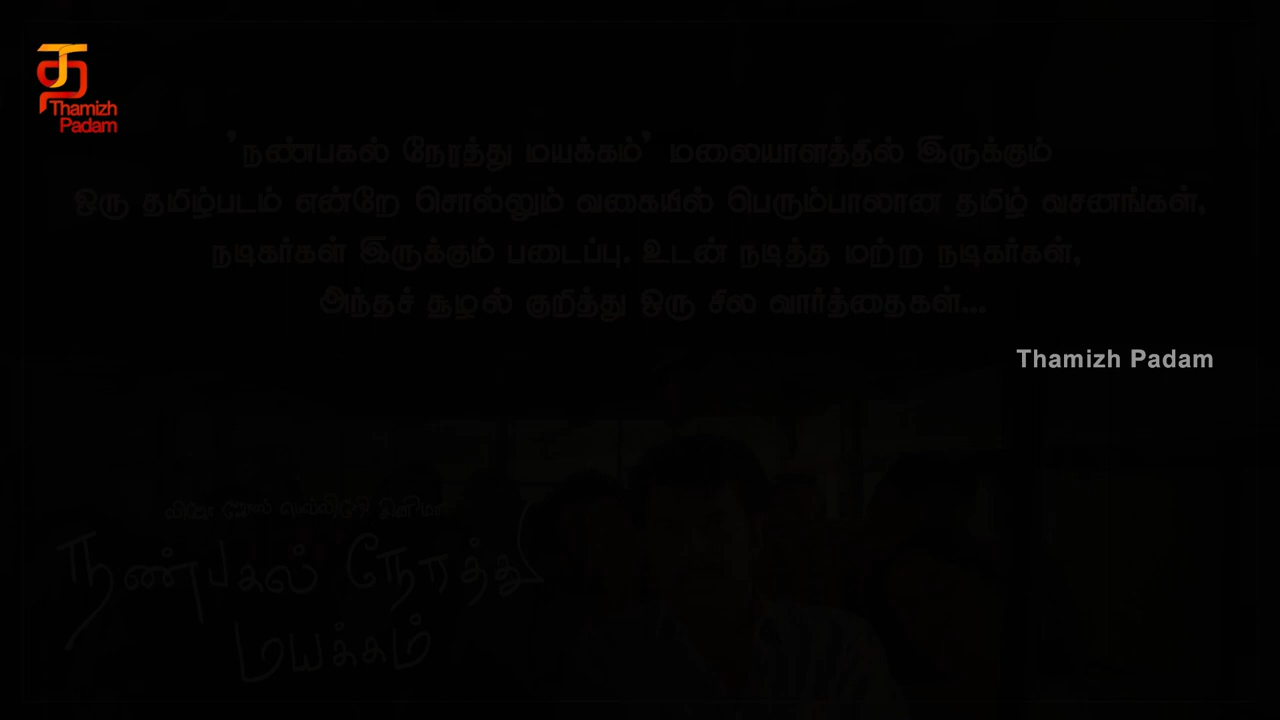 த
Thamizh
Padam
'நண்பகல் நேரத்து மயக்கம்' மலையாளத்தில் இருக்கும்
ஒரு தமிழ்படம் என்றே சொல்லும் வகையில் பெரும்பாலான தமிழ் வசனங்கள்,
நடிகர்கள் இருக்கும் படைப்பு. உடன் நடித்த மற்ற நடிகர்கள்,
அந்தச் சூழல் குறித்து ஒரு சில வார்த்தைகள்...
Thamizh Padam
நண்பகல் நேரத்து
மயக்கம்